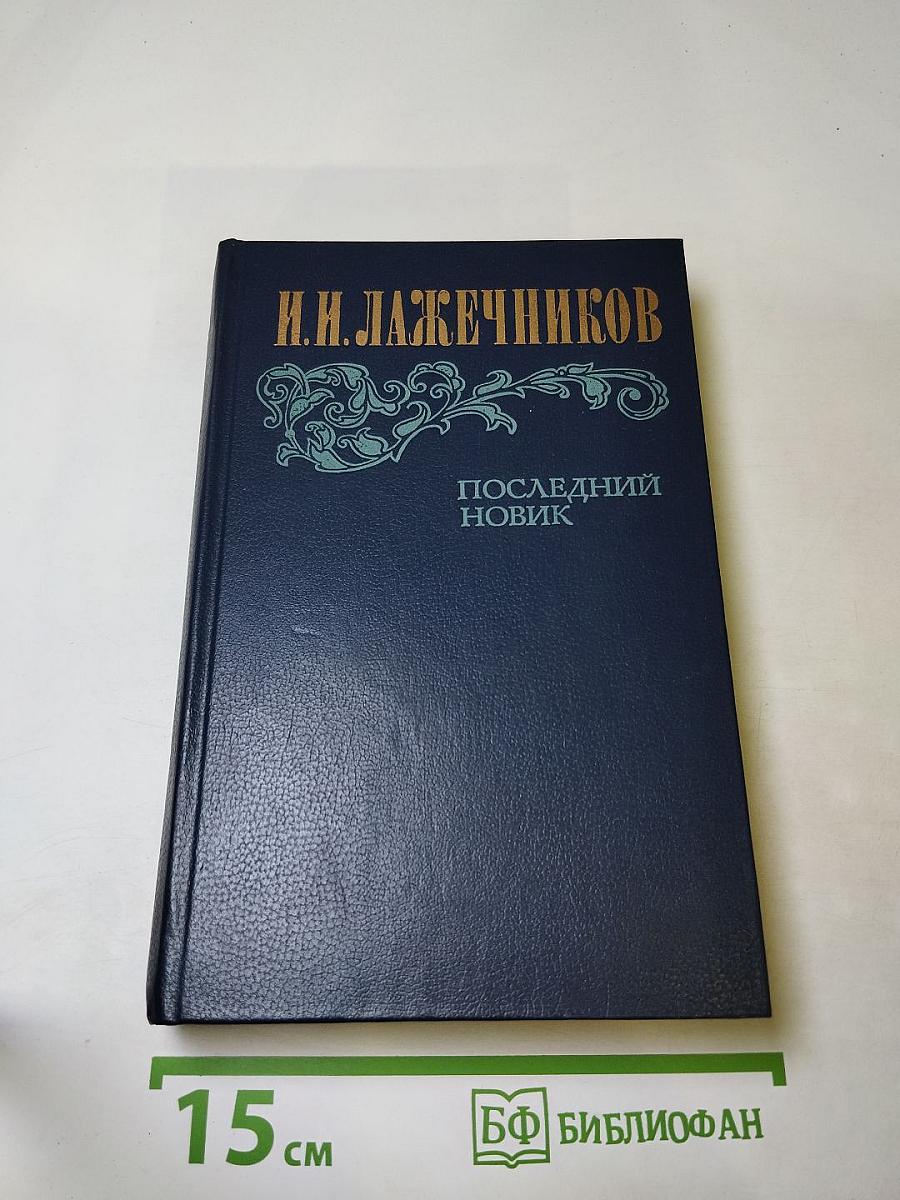 И.И.ЛАЖЕЧНИКОВ
ПОСЛЕДНИЙ
НОВИК
15 см
БФ БИБЛИОФАН